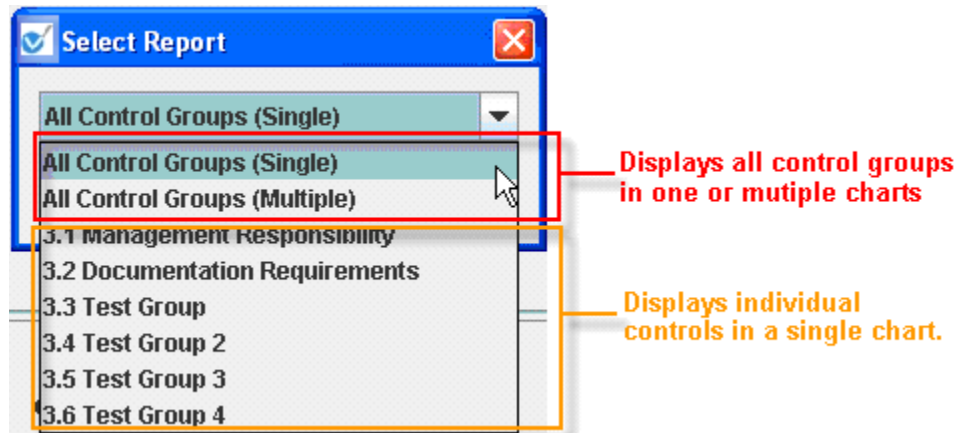 Select Report
All Control Groups (Single)
All Control Groups (Single)
All Control Groups (Multiple)
3.1 Management Responsibility
3.2 Documentation Requirements
3.3 Test Group
3.4 Test Group 2
3.5 Test Group 3
3.6 Test Group 4
Displays all control groups
in one or mutiple charts
Displays individual
controls in a single chart.